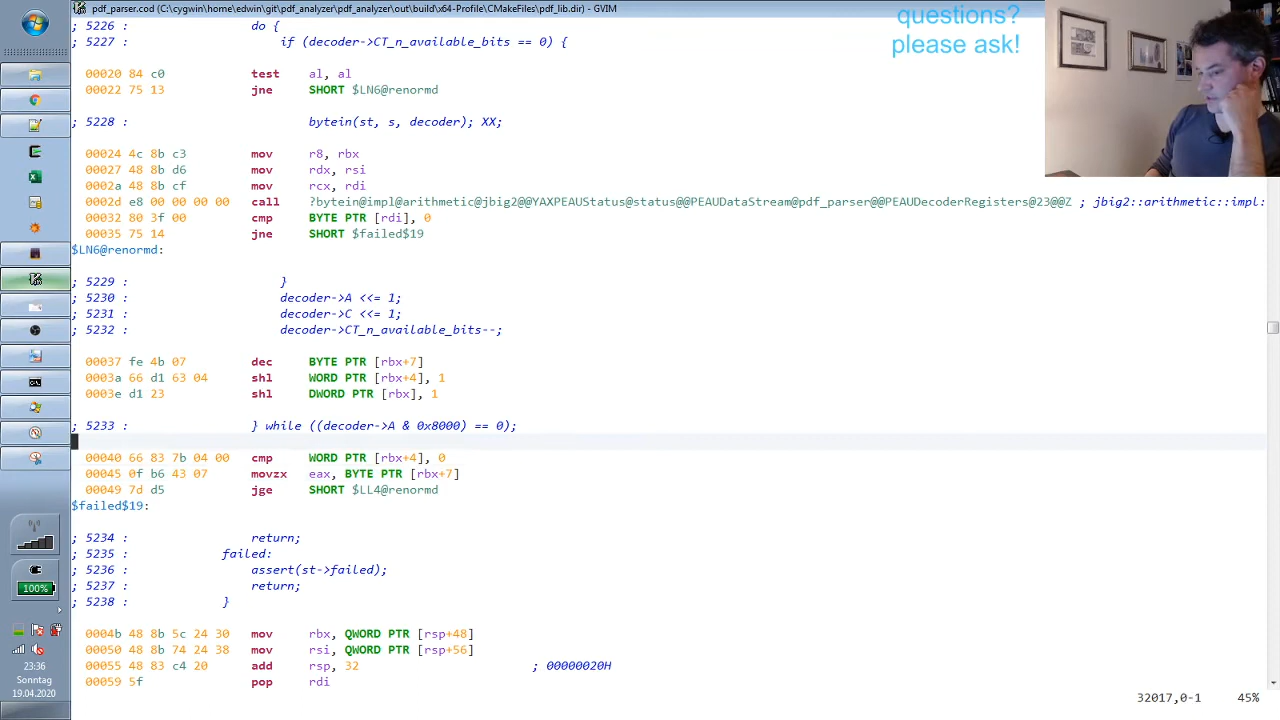 pdf_parser.cod (C:\cygwin\home\edwin\git\pdf_analyzer\pdf_analyzer\out\build\x64-Profile\CMakeFiles\pdf_lib.dir) - GVIM
questions?
please ask!
; 5226 : do {
; 5227 : if (decoder->CT_n_available_bits == 0) {
00020 84 c0 test al, al
00022 75 13 jne SHORT $LN6@renormd
; 5228 : bytein(st, s, decoder); XX;
00024 4c 8b c3 mov r8, rbx
00027 48 8b d6 mov rdx, rsi
0002a 48 8b cf mov rcx, rdi
0002d e8 00 00 00 00 call ?bytein@impl@arithmetic@jbig2@@YAXPEAUStatus@status@@PEAUDataStream@pdf_parser@@PEAUDecoderRegisters@23@@Z ; jbig2::arithmetic::impl:
00032 80 3f 00 cmp BYTE PTR [rdi], 0
00035 75 14 jne SHORT $failed$19
$LN6@renormd:
; 5229 : }
; 5230 : decoder->A <<= 1;
; 5231 : decoder->C <<= 1;
; 5232 : decoder->CT_n_available_bits--;
00037 fe 4b 07 dec BYTE PTR [rbx+7]
0003a 66 d1 63 04 shl WORD PTR [rbx+4], 1
0003e d1 23 shl DWORD PTR [rbx], 1
; 5233 : } while ((decoder->A & 0x8000) == 0);
00040 66 83 7b 04 00 cmp WORD PTR [rbx+4], 0
00045 0f b6 43 07 movzx eax, BYTE PTR [rbx+7]
00049 7d d5 jge SHORT $LL4@renormd
$failed$19:
; 5234 : return;
; 5235 : failed:
; 5236 : assert(st->failed);
; 5237 : return;
; 5238 : }
0004b 48 8b 5c 24 30 mov rbx, QWORD PTR [rsp+48]
00050 48 8b 74 24 38 mov rsi, QWORD PTR [rsp+56]
00055 48 83 c4 20 add rsp, 32 ; 00000020H
00059 5f pop rdi
32017,0-1 45%
100%
23:36
Sonntag
19.04.2020